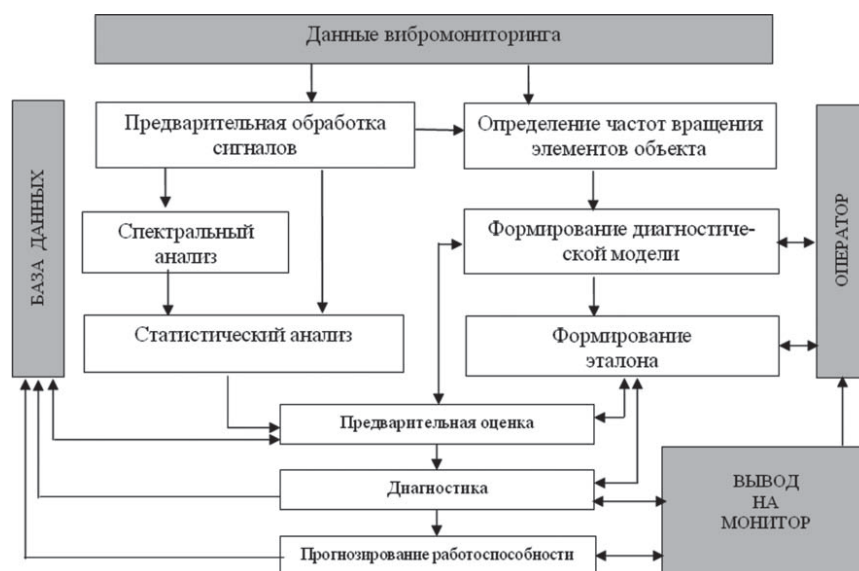 Данные вибромониторинга
Предварительная обработка
сигналов
Определение частот вращения
элементов объекта
БАЗА ДАННЫХ
ОПЕРАТОР
Спектральный
анализ
Формирование диагностиче-
ской модели
Статистический анализ
Формирование
эталона
Предварительная оценка
Диагностика
ВЫВОД
НА
МОНИТОР
Прогнозирование работоспособности